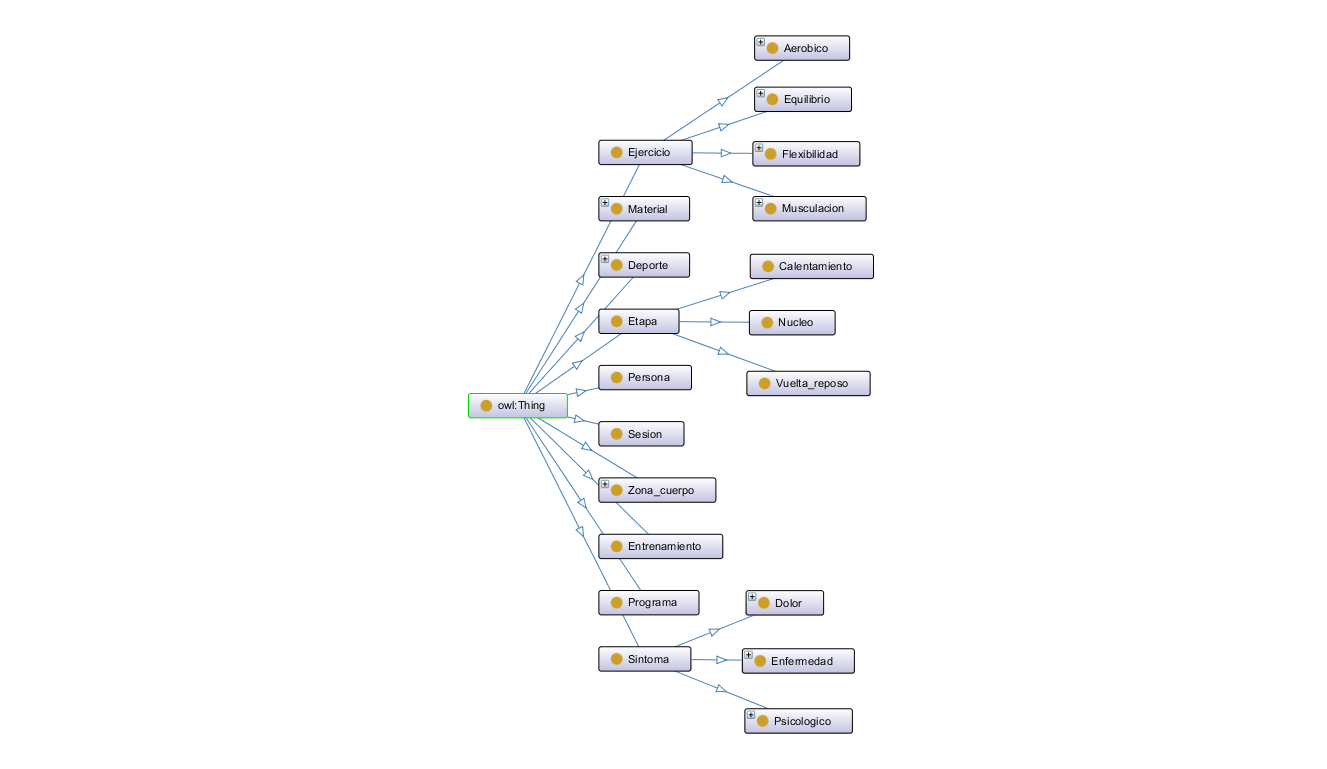 Aerobico
Equilibrio
Ejercicio
Flexibilidad
Material
Musculacion
Deporte
Calentamiento
Etapa
Nucleo
Persona
Vuelta_reposo
owl:Thing
Sesion
Zona_cuerpo
Entrenamiento
Programa
Dolor
Sintoma
Enfermedad
Psicologico